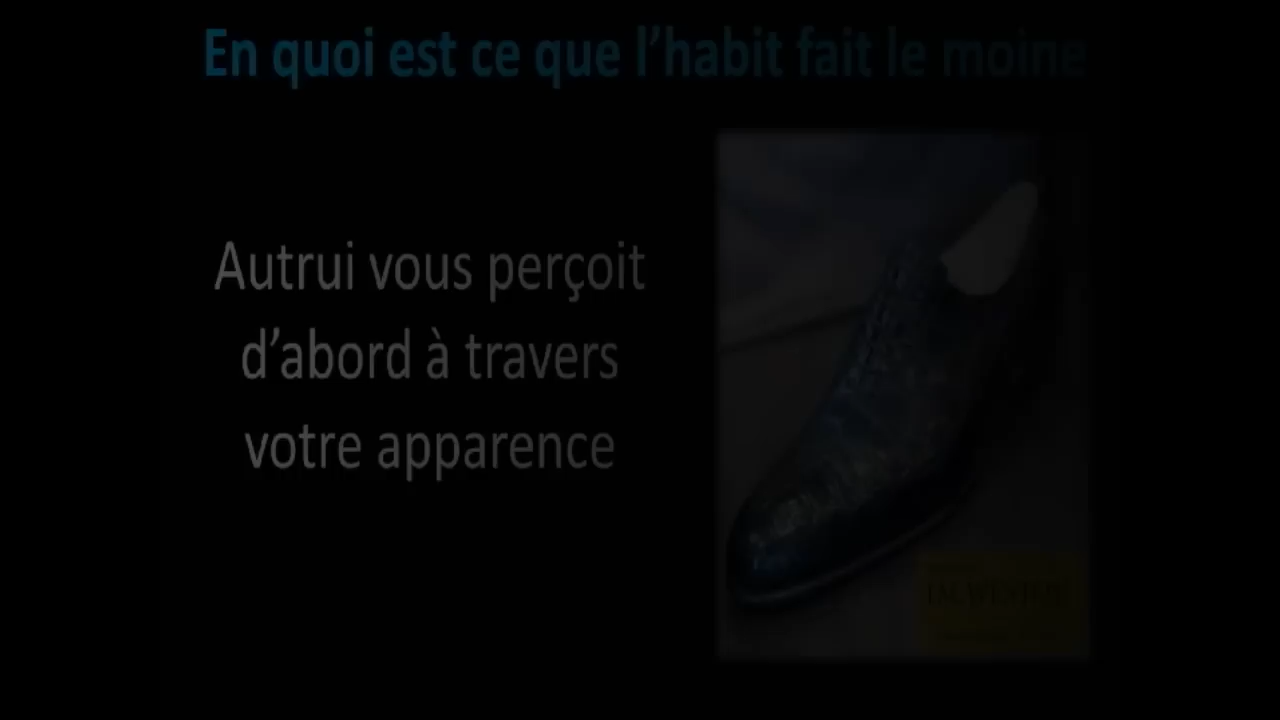 En quoi est ce que l’habit fait le moine
Autrui vous perçoit
d’abord à travers
votre apparence